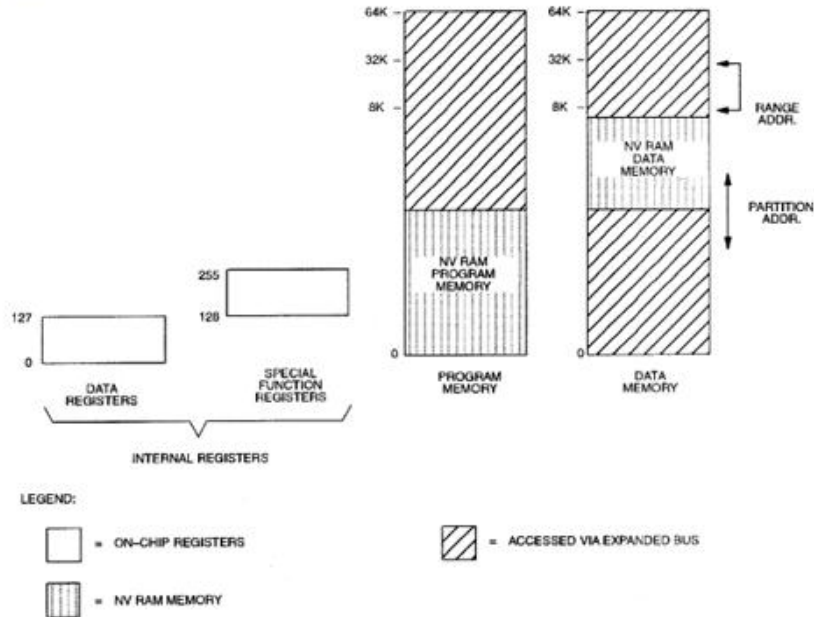 64K
32K
8K
0
NV RAM
PROGRAM
MEMORY
PROGRAM
MEMORY
64K
32K
8K
0
NV RAM
DATA
MEMORY
DATA
MEMORY
RANGE
ADDR.
PARTITION
ADDR.
127
0
DATA
REGISTERS
255
128
SPECIAL
FUNCTION
REGISTERS
INTERNAL REGISTERS
LEGEND:
= ON–CHIP REGISTERS
= NV RAM MEMORY
= ACCESSED VIA EXPANDED BUS